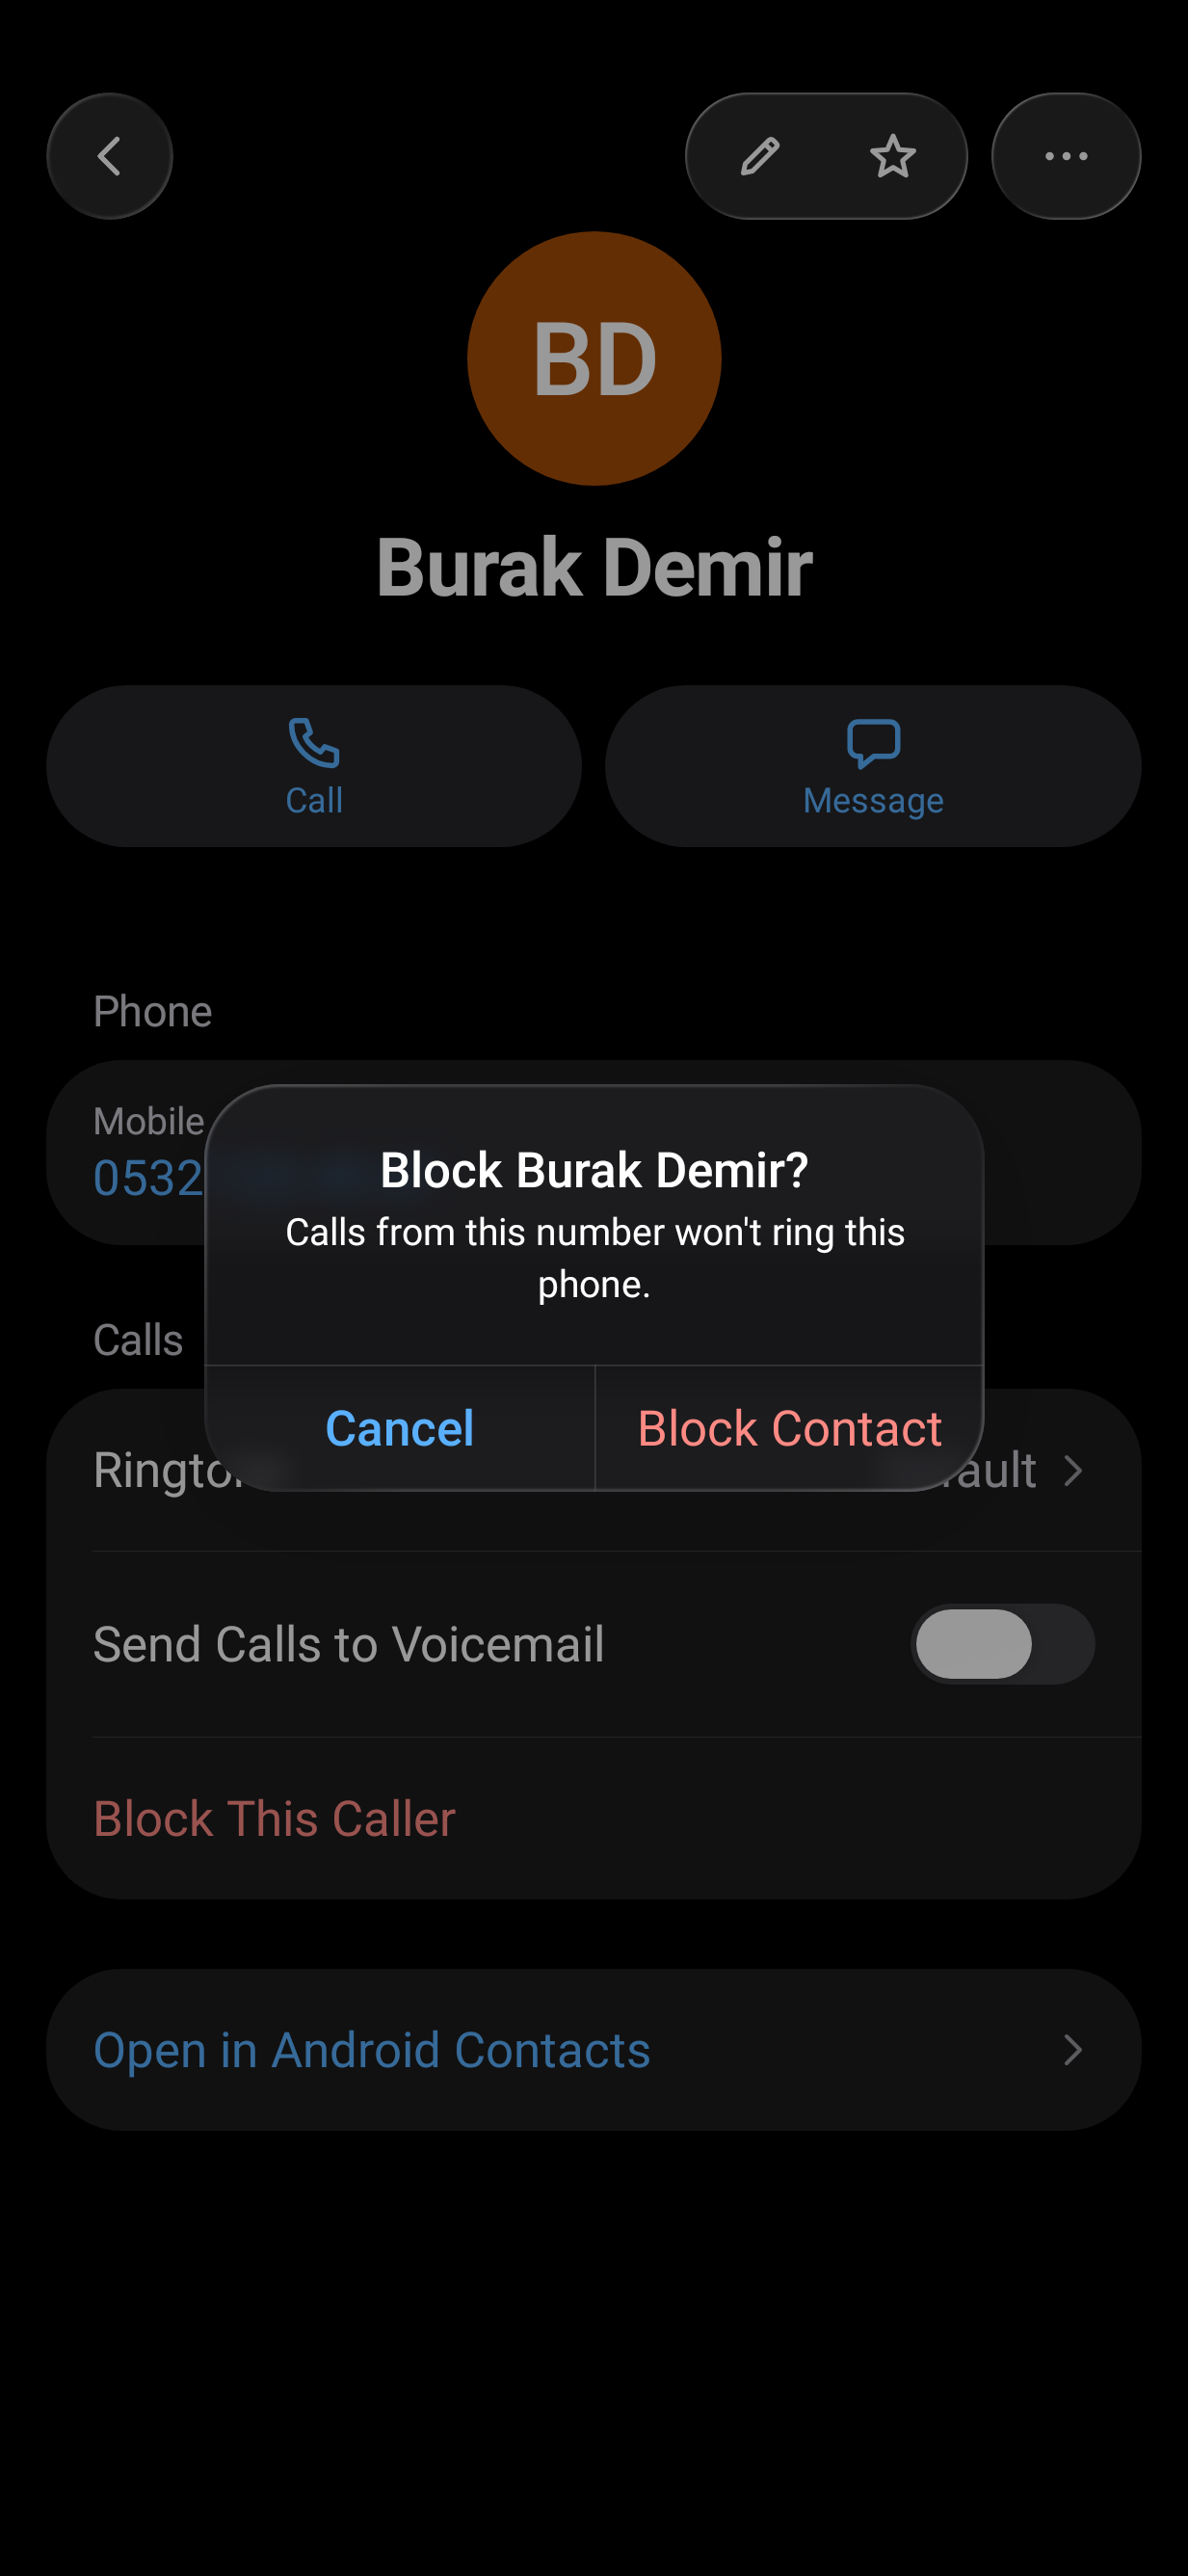 BD
Burak Demir
Call
Message
Phone
Mobile
0532
Block Burak Demir?
Calls from this number won't ring this
phone.
Calls
Cancel
Block Contact
Send Calls to Voicemail
Block This Caller
Open in Android Contacts